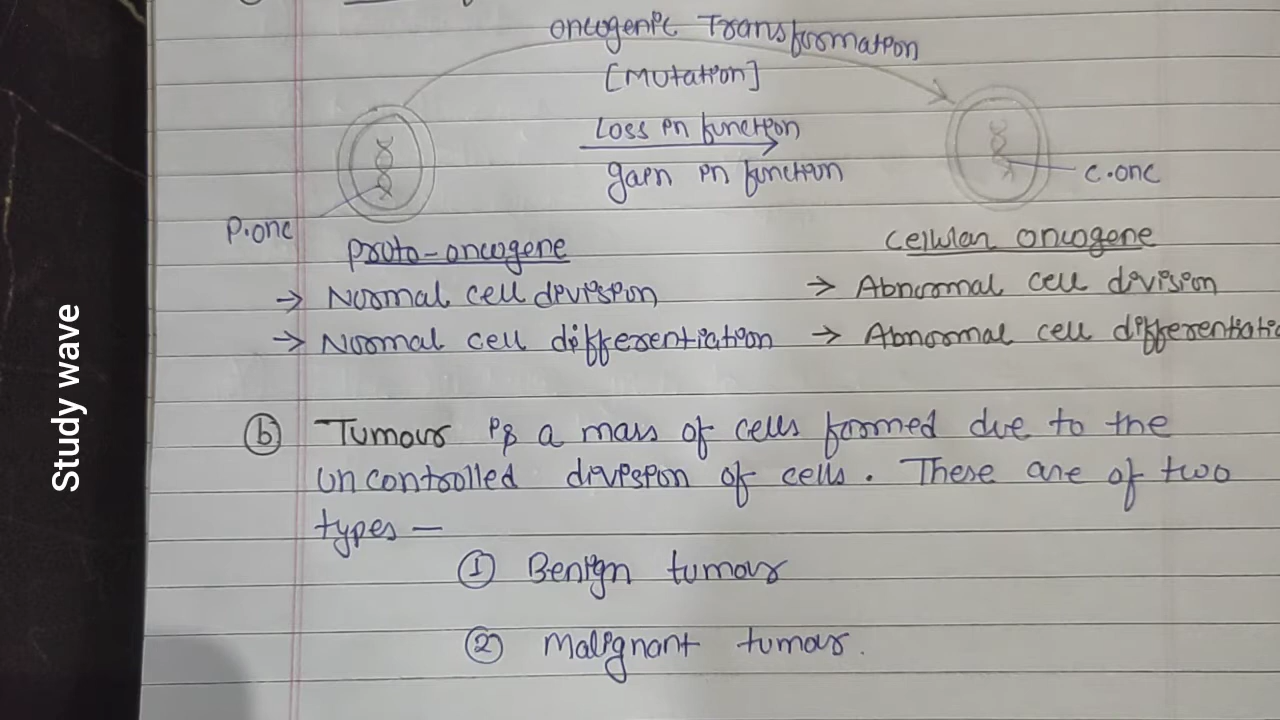 oncogenic Transformation
[Mutation]
Loss in function
gain in function
c.onc
P.onc
Proto-oncogene
Cellular oncogene
→ Normal cell division
→ Abnormal cell division
→ Normal cell differentiation
→ Abnormal cell differentiatio
(b) Tumour is a mass of cells formed due to the
uncontrolled division of cells. These are of two
types —
① Benign tumour
② Malignant tumour.
Study wave